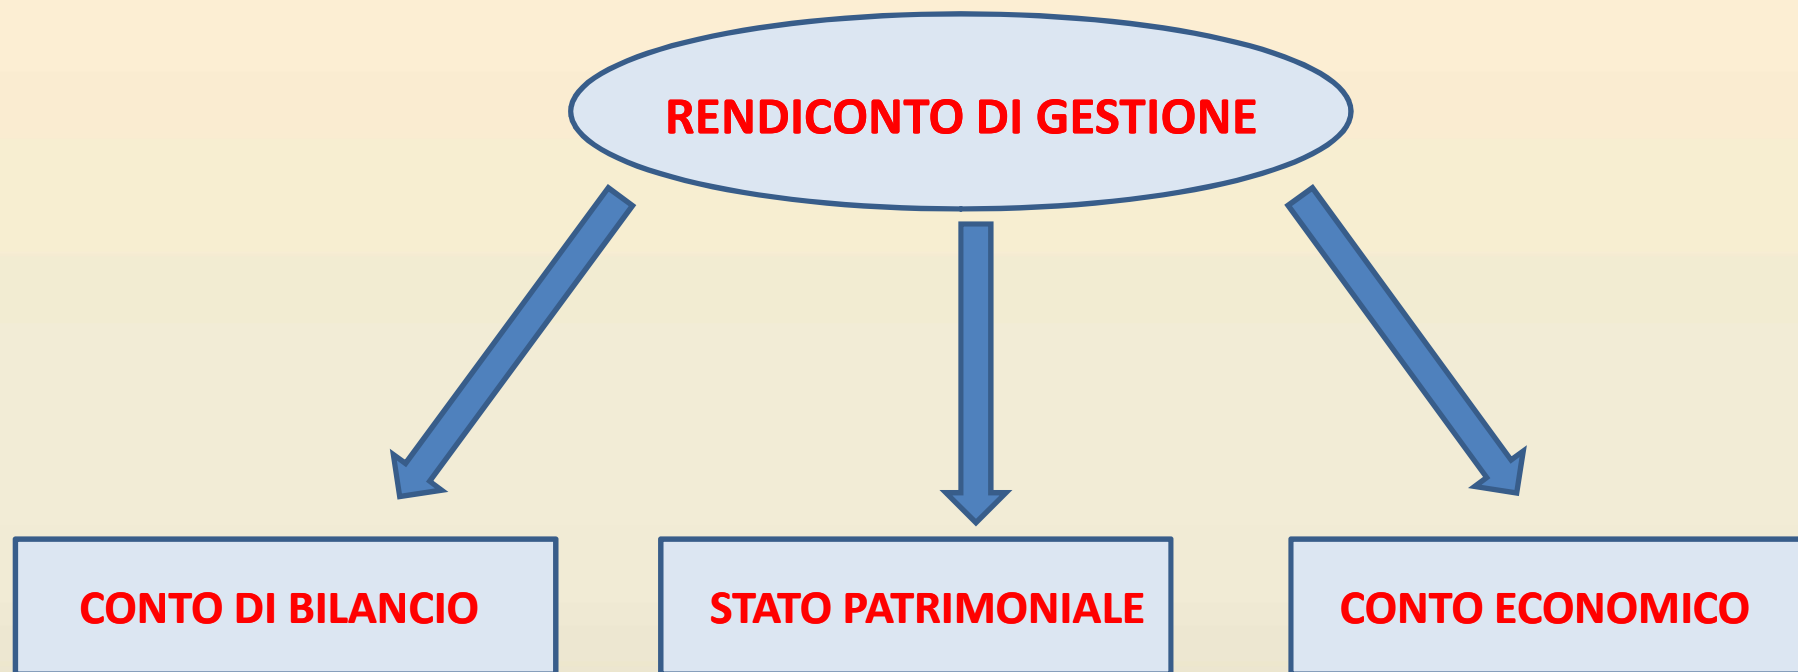 RENDICONTO DI GESTIONE
CONTO DI BILANCIO
STATO PATRIMONIALE
CONTO ECONOMICO